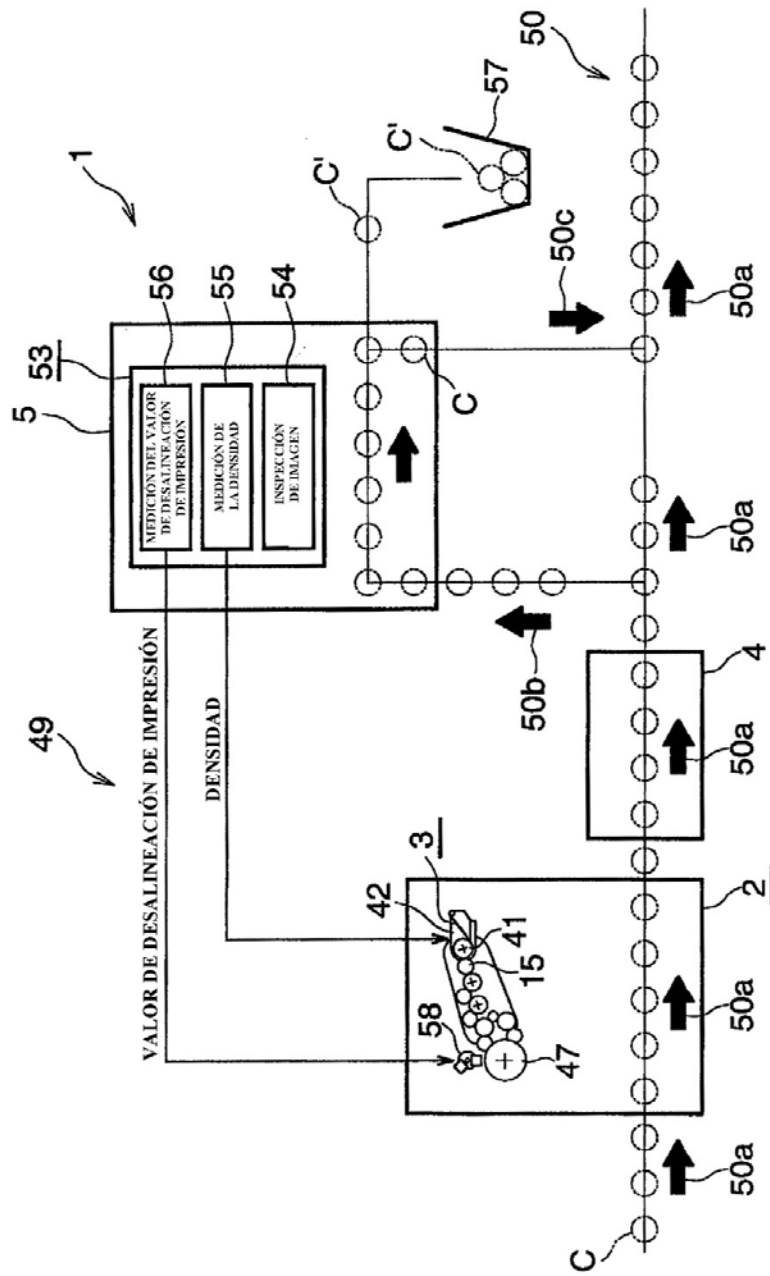 1
5
53
56
55
54
MEDICIÓN DEL VALOR
DE DESALINEACIÓN
DE IMPRESIÓN
MEDICIÓN DE
LA DENSIDAD
INSPECCIÓN
DE IMAGEN
C'
C'
57
50
49
VALOR DE DESALINEACIÓN DE IMPRESIÓN
DENSIDAD
C
50c
50b
50a
50a
3
42
41
15
58
47
4
50a
2
50a
50a
C